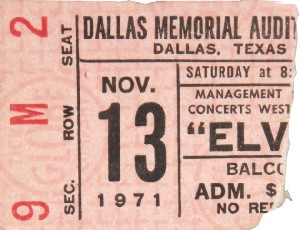 2 SEAT
M ROW
9 SEC.
NOV.
13
1971
DALLAS MEMORIAL AUDIT
DALLAS, TEXAS
SATURDAY at 8:
MANAGEMENT
CONCERTS WEST
"ELV
BALCO
ADM. $
NO RE